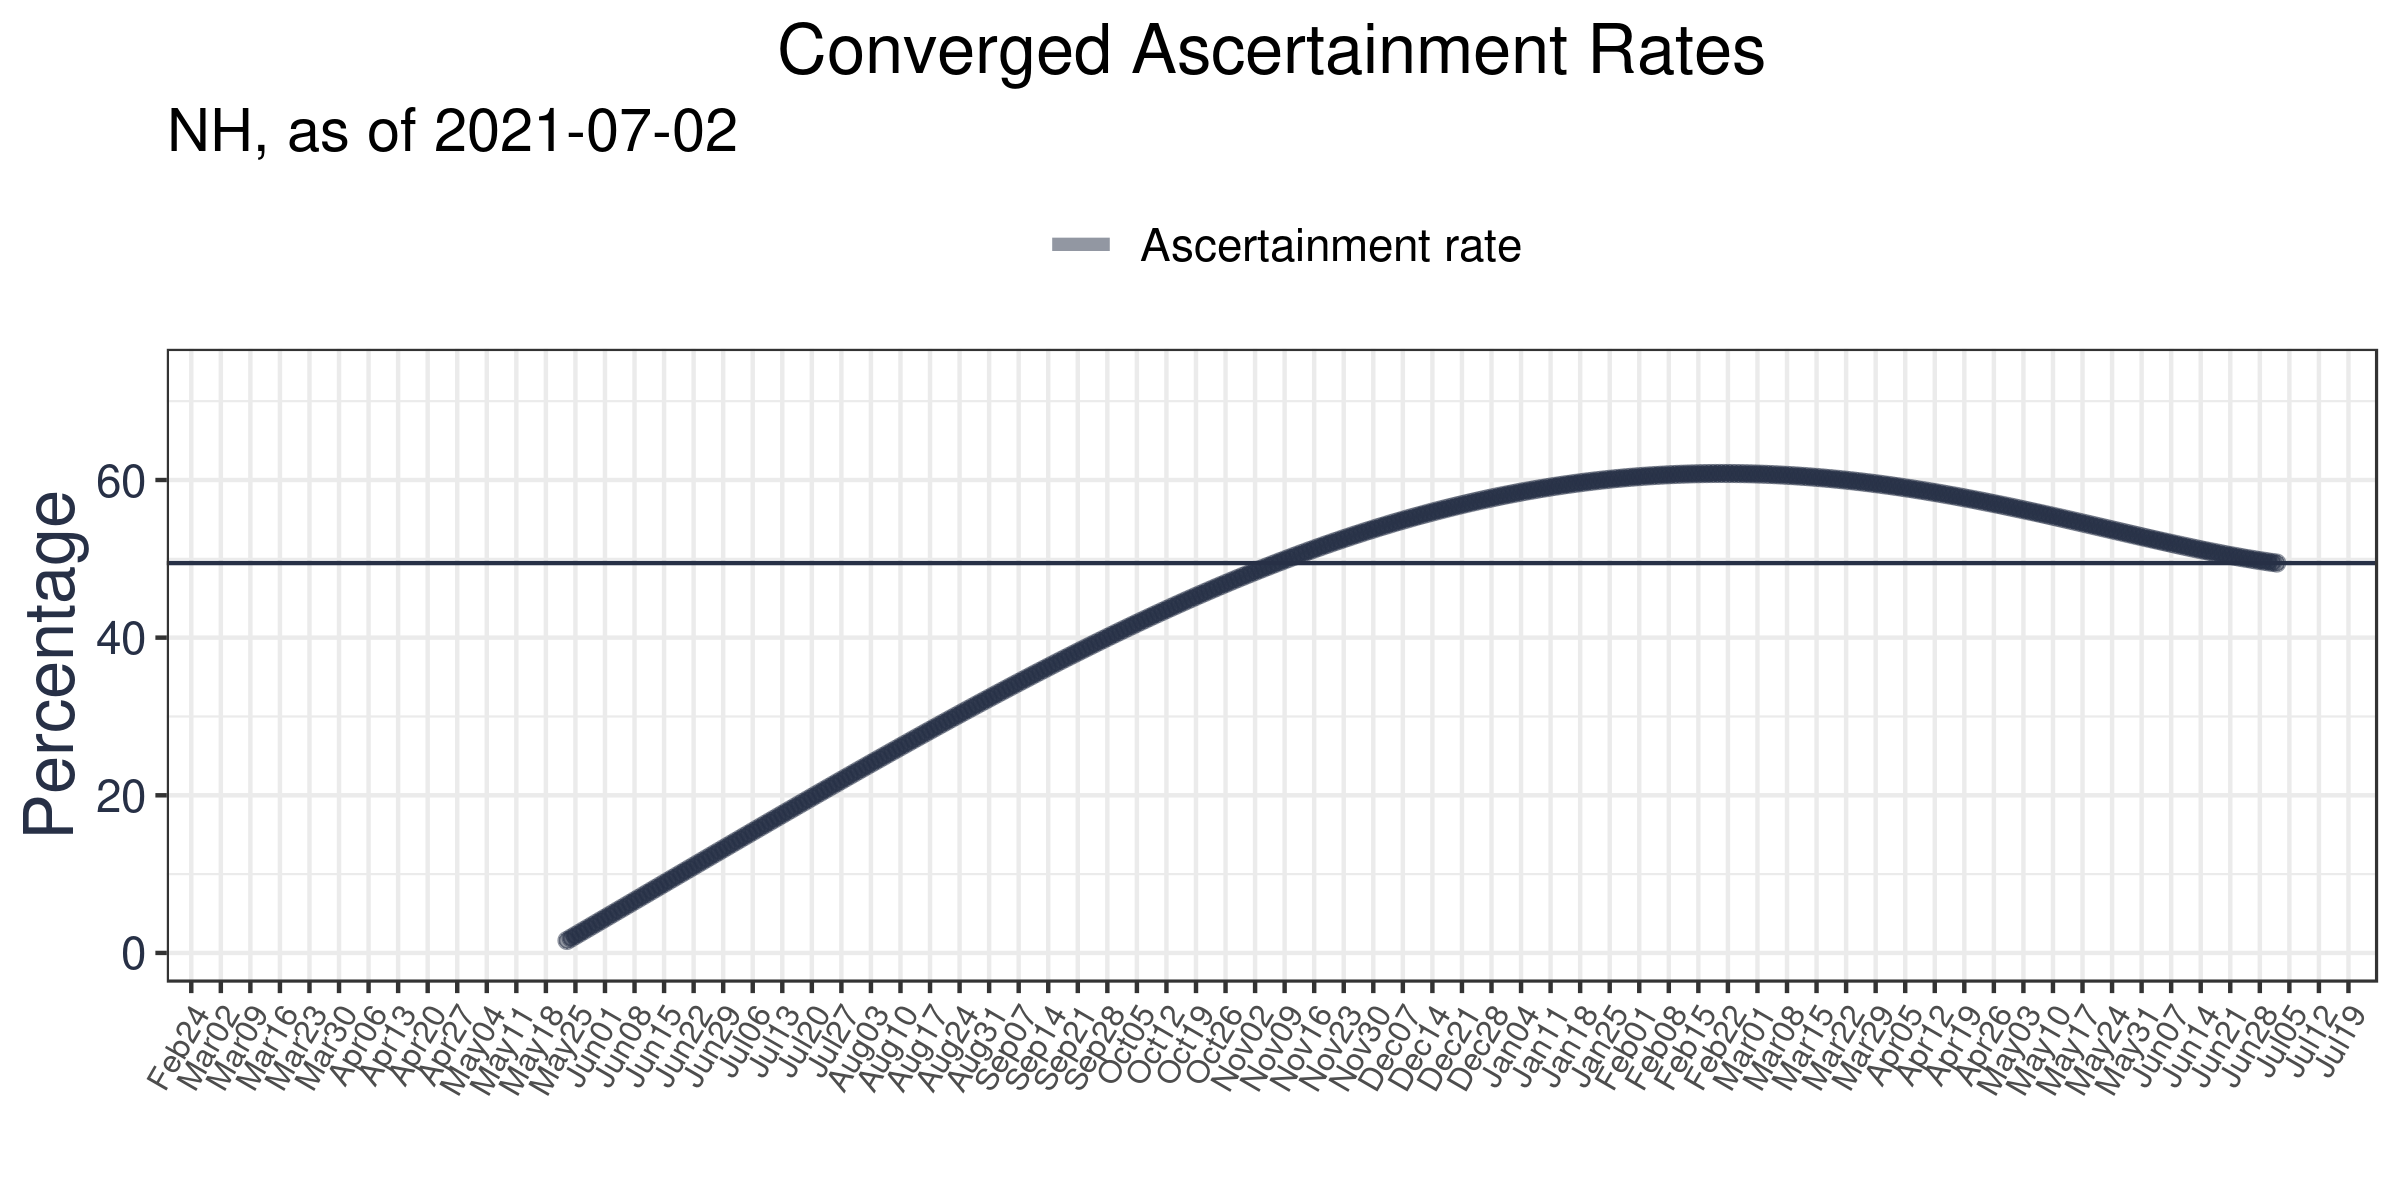 Converged Ascertainment Rates
NH, as of 2021-07-02
Ascertainment rate
Percentage
60
40
20
0
Feb24
Mar02
Mar09
Mar16
Mar23
Mar30
Apr06
Apr13
Apr20
Apr27
May04
May11
May18
May25
Jun01
Jun08
Jun15
Jun22
Jun29
Jul06
Jul13
Jul20
Jul27
Aug03
Aug10
Aug17
Aug24
Aug31
Sep07
Sep14
Sep21
Sep28
Oct05
Oct12
Oct19
Oct26
Nov02
Nov09
Nov16
Nov23
Nov30
Dec07
Dec14
Dec21
Dec28
Jan04
Jan11
Jan18
Jan25
Feb01
Feb08
Feb15
Feb22
Mar01
Mar08
Mar15
Mar22
Mar29
Apr05
Apr12
Apr19
Apr26
May03
May10
May17
May24
May31
Jun07
Jun14
Jun21
Jun28
Jul05
Jul12
Jul19